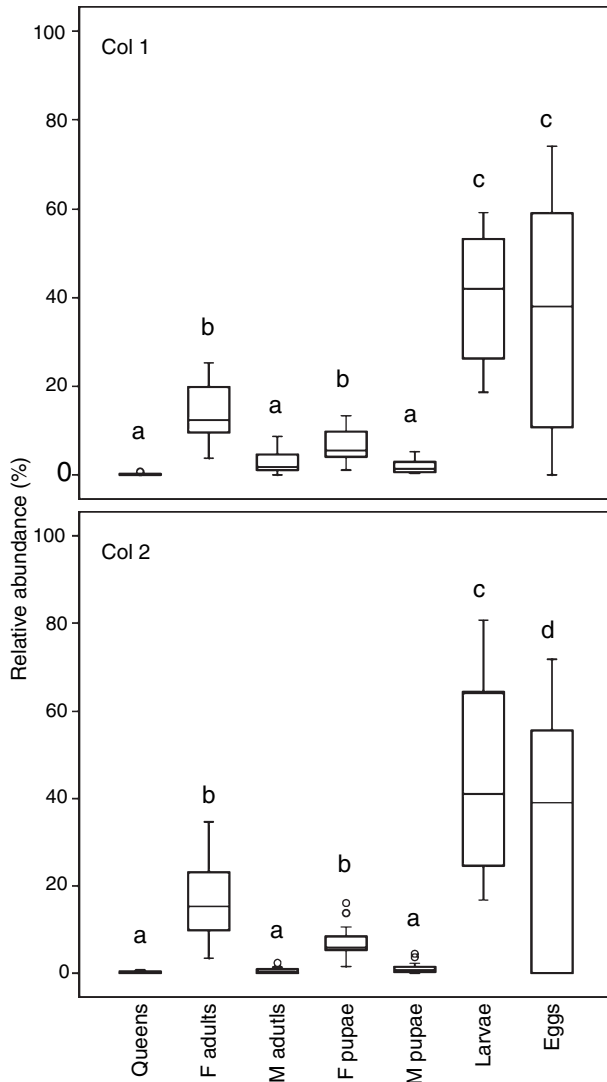 100
Col 1
c
80
c
60
40
b
b
20
a
a
a
0
Relative abundance (%)
100
Col 2
c
80
d
60
40
b
b
20
a
a
a
0
Queens
F adults
M adutls
F pupae
M pupae
Larvae
Eggs